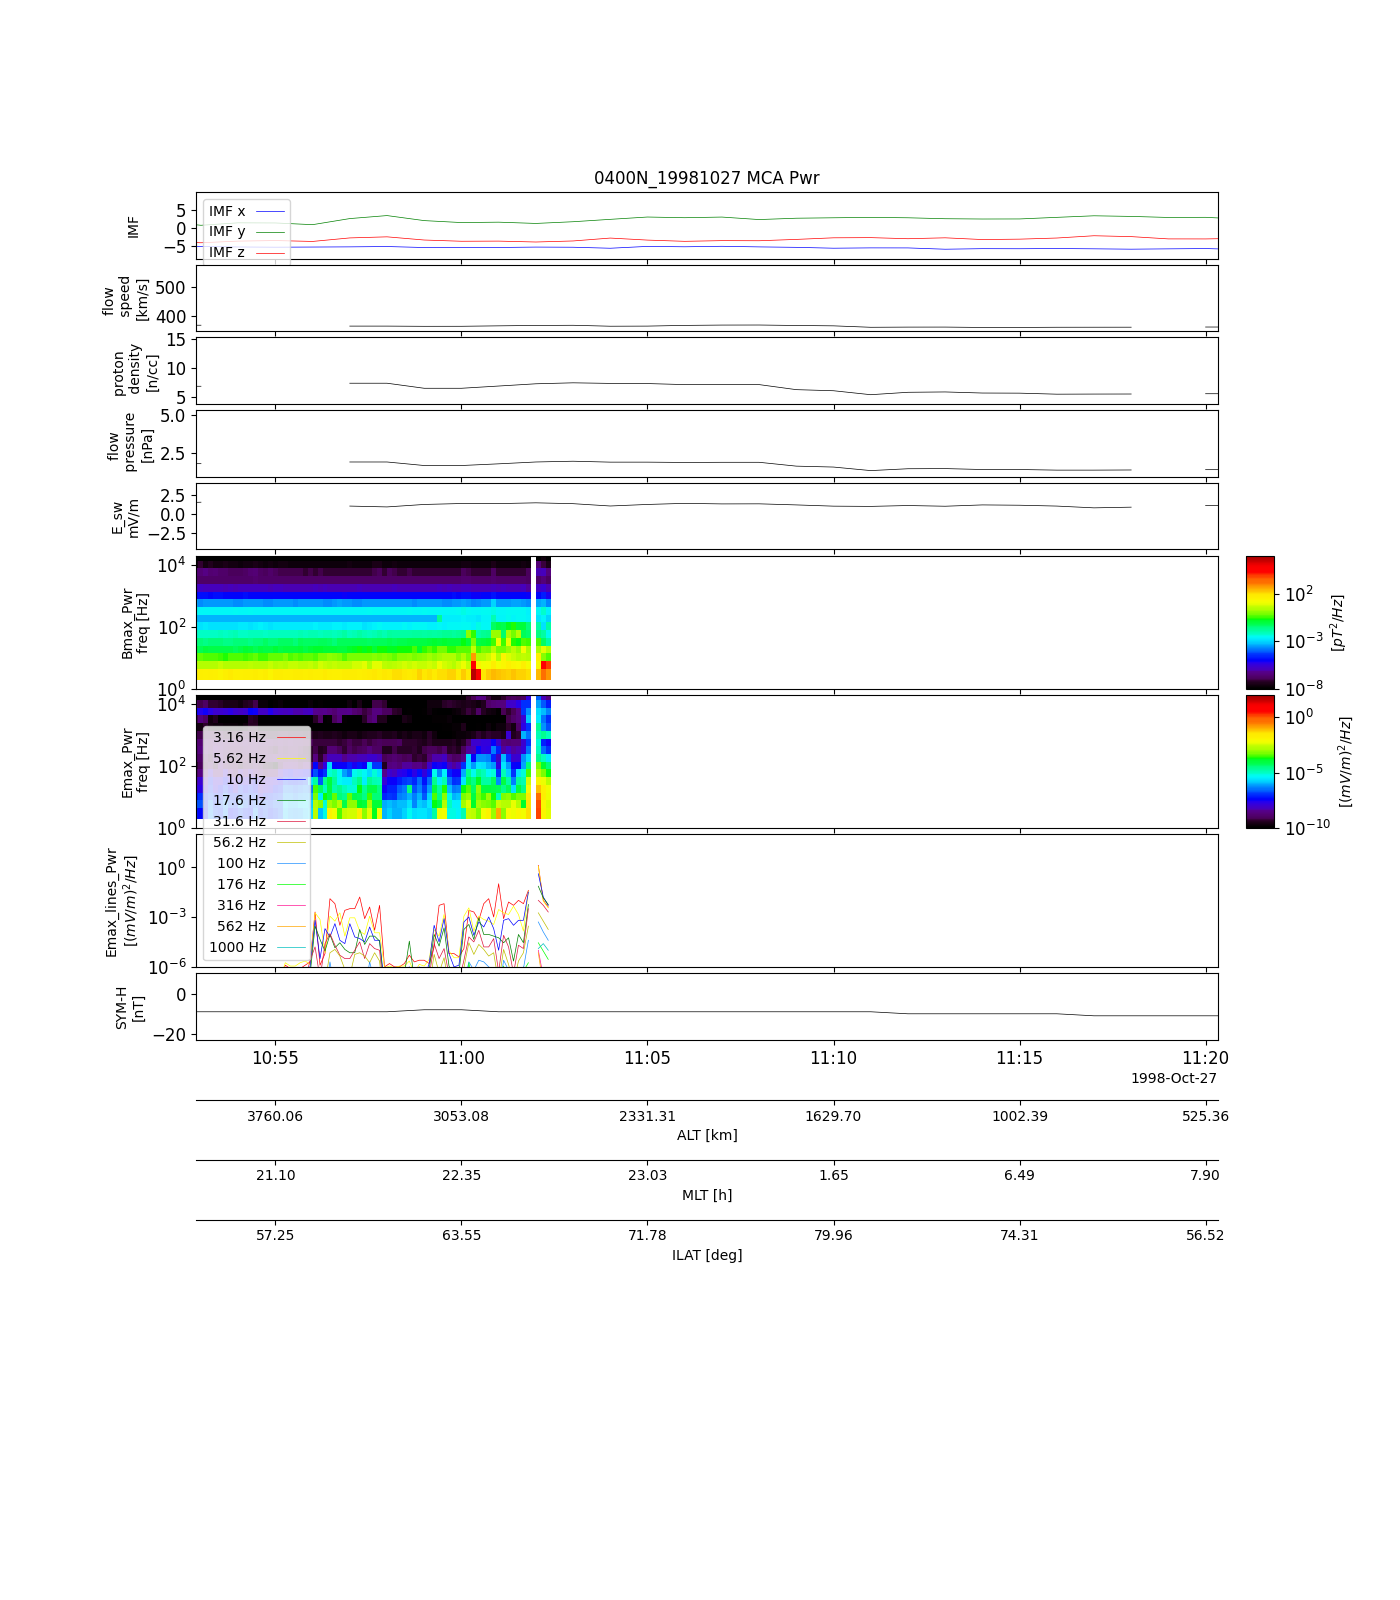 0400N_19981027 MCA Pwr
IMF
5
0
−5
IMF x
IMF y
IMF z
flow
speed
[km/s]
500
400
proton
density
[n/cc]
15
10
5
flow
pressure
[nPa]
5.0
2.5
E_sw
mV/m
2.5
0.0
−2.5
Bmax_Pwr
freq [Hz]
10^4
10^2
10^0
10^2
10^−3
10^−8
[pT^2/Hz]
Emax_Pwr
freq [Hz]
10^4
10^2
10^0
10^0
10^−5
10^−10
[(mV/m)^2/Hz]
3.16 Hz
5.62 Hz
10 Hz
17.6 Hz
31.6 Hz
56.2 Hz
100 Hz
176 Hz
316 Hz
562 Hz
1000 Hz
Emax_lines_Pwr
[(mV/m)^2/Hz]
10^0
10^−3
10^−6
SYM-H
[nT]
0
−20
10:55 11:00 11:05 11:10 11:15 11:20
1998-Oct-27
3760.06 3053.08 2331.31 1629.70 1002.39 525.36
ALT [km]
21.10 22.35 23.03 1.65 6.49 7.90
MLT [h]
57.25 63.55 71.78 79.96 74.31 56.52
ILAT [deg]